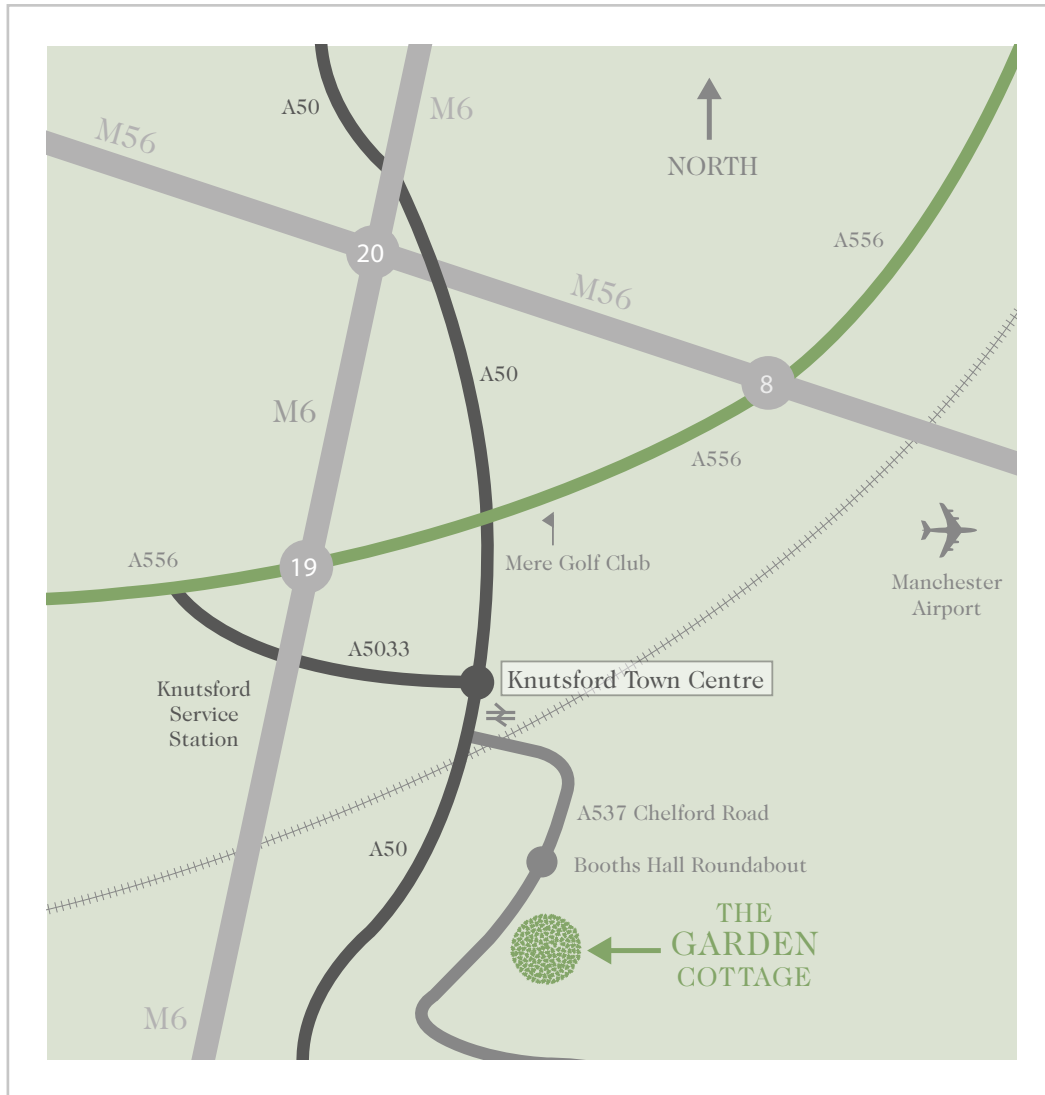 A50
M6
M56
NORTH
A556
20
M56
A50
8
M6
A556
Mere Golf Club
A556
19
Manchester
Airport
A5033
Knutsford Town Centre
Knutsford
Service
Station
A537 Chelford Road
A50
Booths Hall Roundabout
THE
GARDEN
COTTAGE
M6